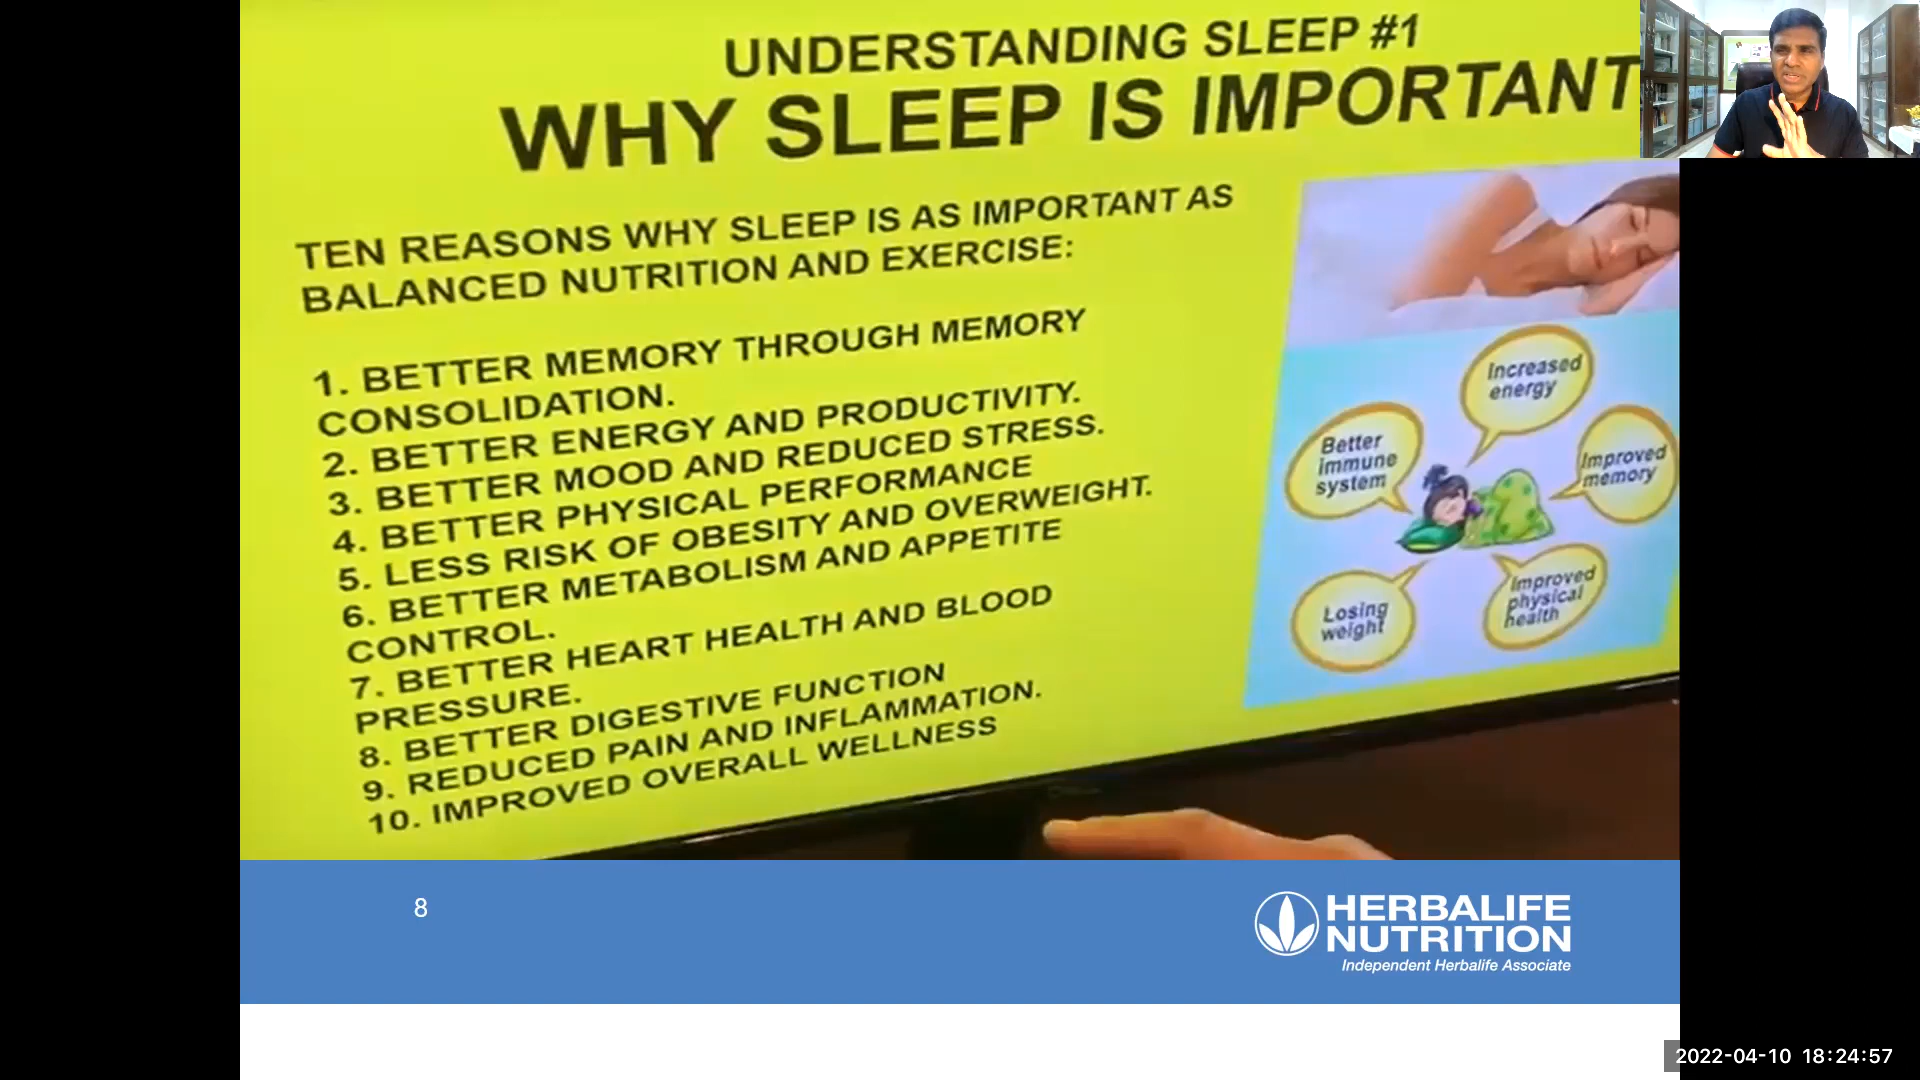 UNDERSTANDING SLEEP #1
WHY SLEEP IS IMPORTANT
TEN REASONS WHY SLEEP IS AS IMPORTANT AS
BALANCED NUTRITION AND EXERCISE:
1. BETTER MEMORY THROUGH MEMORY
CONSOLIDATION.
2. BETTER ENERGY AND PRODUCTIVITY.
3. BETTER MOOD AND REDUCED STRESS.
4. BETTER PHYSICAL PERFORMANCE
5. LESS RISK OF OBESITY AND OVERWEIGHT.
6. BETTER METABOLISM AND APPETITE
CONTROL.
7. BETTER HEART HEALTH AND BLOOD
PRESSURE.
8. BETTER DIGESTIVE FUNCTION
9. REDUCED PAIN AND INFLAMMATION.
10. IMPROVED OVERALL WELLNESS
Increased
energy
Better
immune
system
Improved
memory
Losing
weight
Improved
physical
health
8
HERBALIFE
NUTRITION
Independent Herbalife Associate
2022-04-10 18:24:57